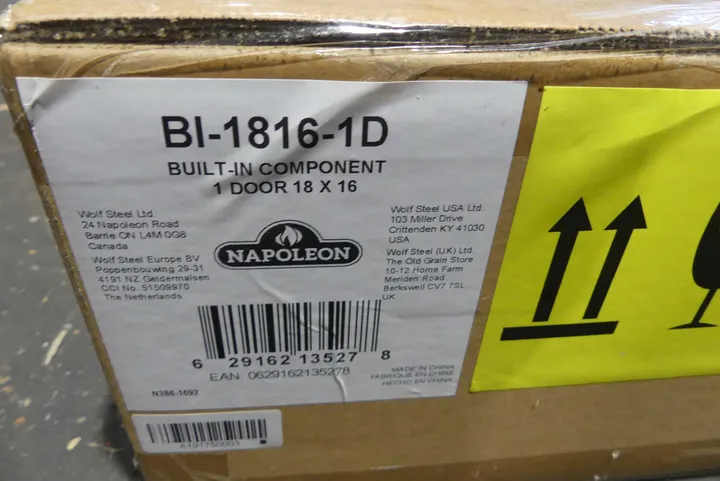 BI-1816-1D
BUILT-IN COMPONENT
1 DOOR 18 X 16
Wolf Steel Ltd.
24 Napoleon Road
Barrie ON L4M 0G8
Canada
Wolf Steel Europe BV
Poppenbouwing 29-31
4191 NZ Geldermalsen
CCI No. 51509970
The Netherlands
NAPOLEON
Wolf Steel USA Ltd.
103 Miller Drive
Crittenden KY 41030
USA
Wolf Steel (UK) Ltd.
The Old Grain Store
10-12 Home Farm
Meriden Road
Berkswell CV7 7SL
UK
6 29162 13527 8
EAN: 0629162135278
MADE IN CHINA
FABRIQUÉ EN CHINE
HECHO EN CHINA
N386-1692